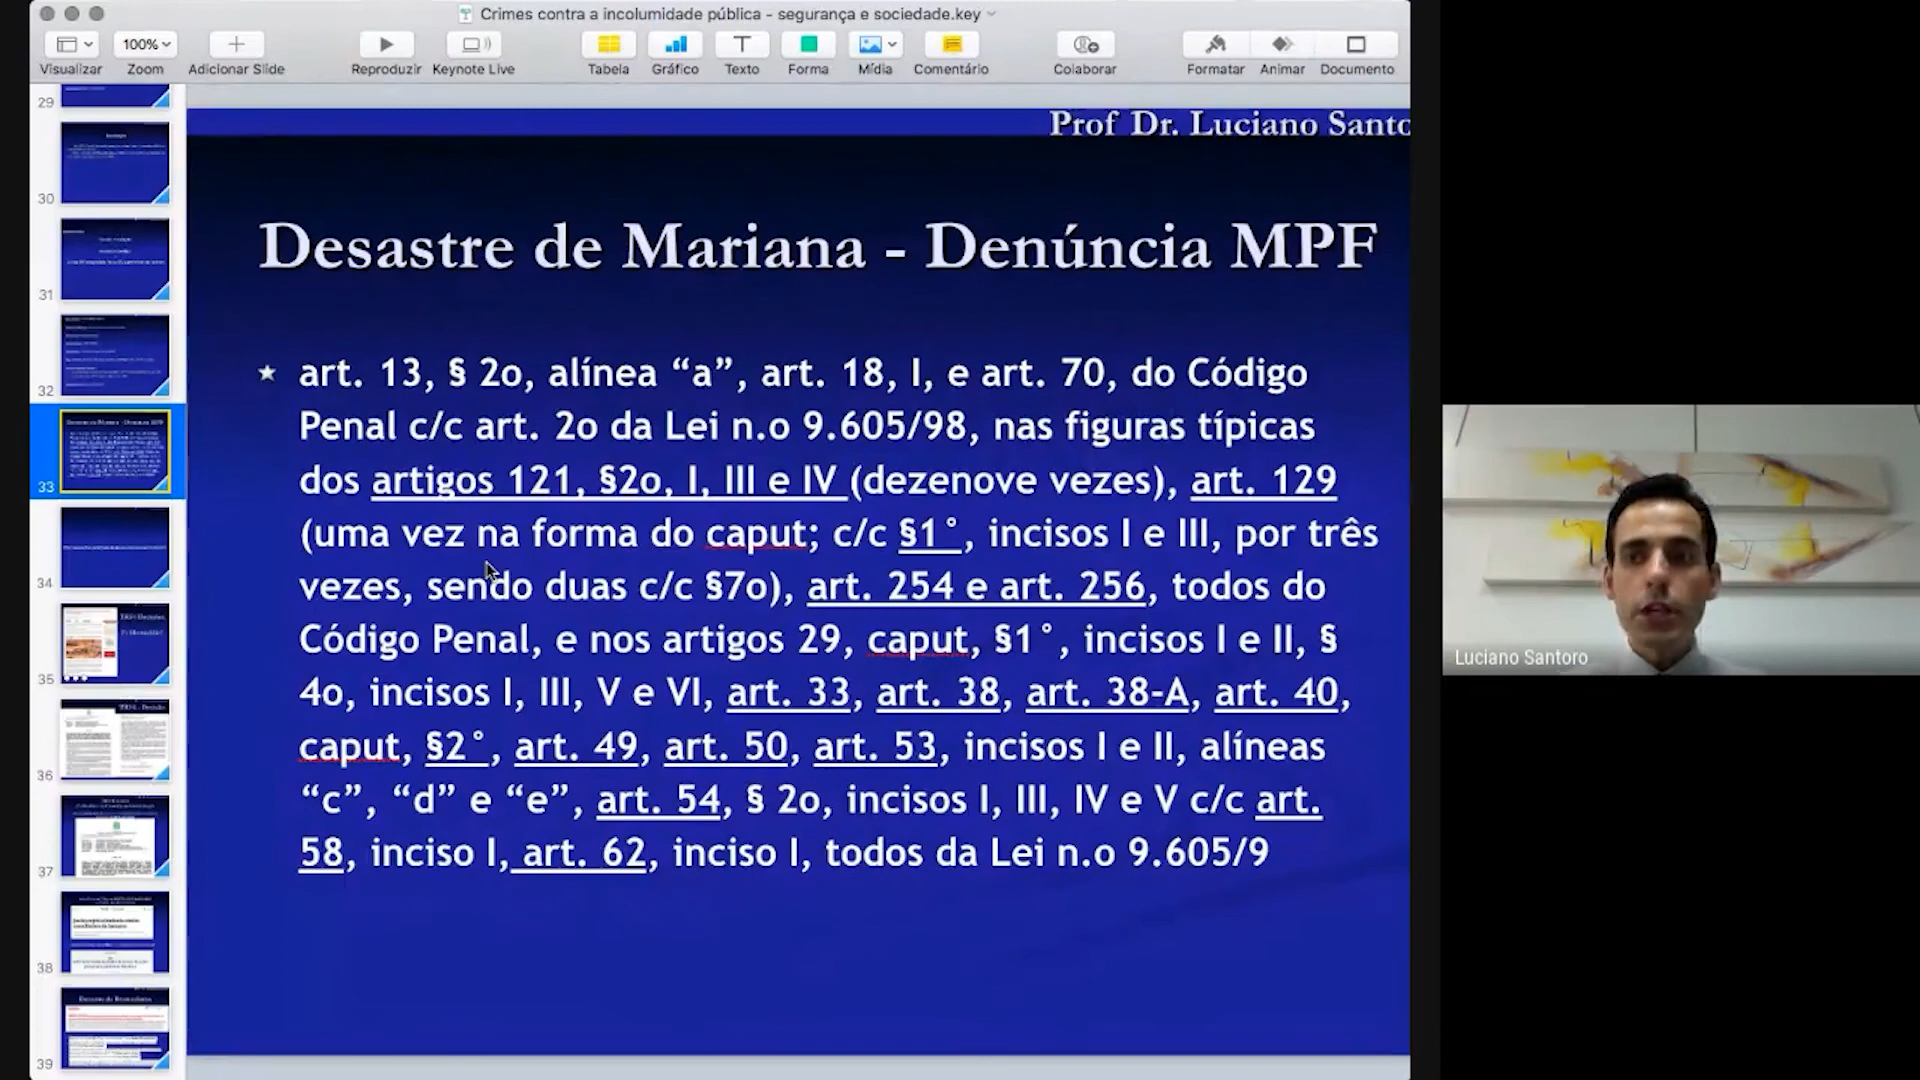 Crimes contra a incolumidade pública - segurança e sociedade.key
100%
Visualizar Zoom Adicionar Slide Reproduzir Keynote Live Tabela Gráfico Texto Forma Mídia Comentário Colaborar Formatar Animar Documento
29
30
31
32
33
34
35
36
37
38
39
Prof Dr. Luciano Santo
Desastre de Mariana - Denúncia MPF
art. 13, § 2o, alínea “a”, art. 18, I, e art. 70, do Código
Penal c/c art. 2o da Lei n.o 9.605/98, nas figuras típicas
dos artigos 121, §2o, I, III e IV (dezenove vezes), art. 129
(uma vez na forma do caput; c/c §1°, incisos I e III, por três
vezes, sendo duas c/c §7o), art. 254 e art. 256, todos do
Código Penal, e nos artigos 29, caput, §1°, incisos I e II, §
4o, incisos I, III, V e VI, art. 33, art. 38, art. 38-A, art. 40,
caput, §2°, art. 49, art. 50, art. 53, incisos I e II, alíneas
“c”, “d” e “e”, art. 54, § 2o, incisos I, III, IV e V c/c art.
58, inciso I, art. 62, inciso I, todos da Lei n.o 9.605/9
Luciano Santoro